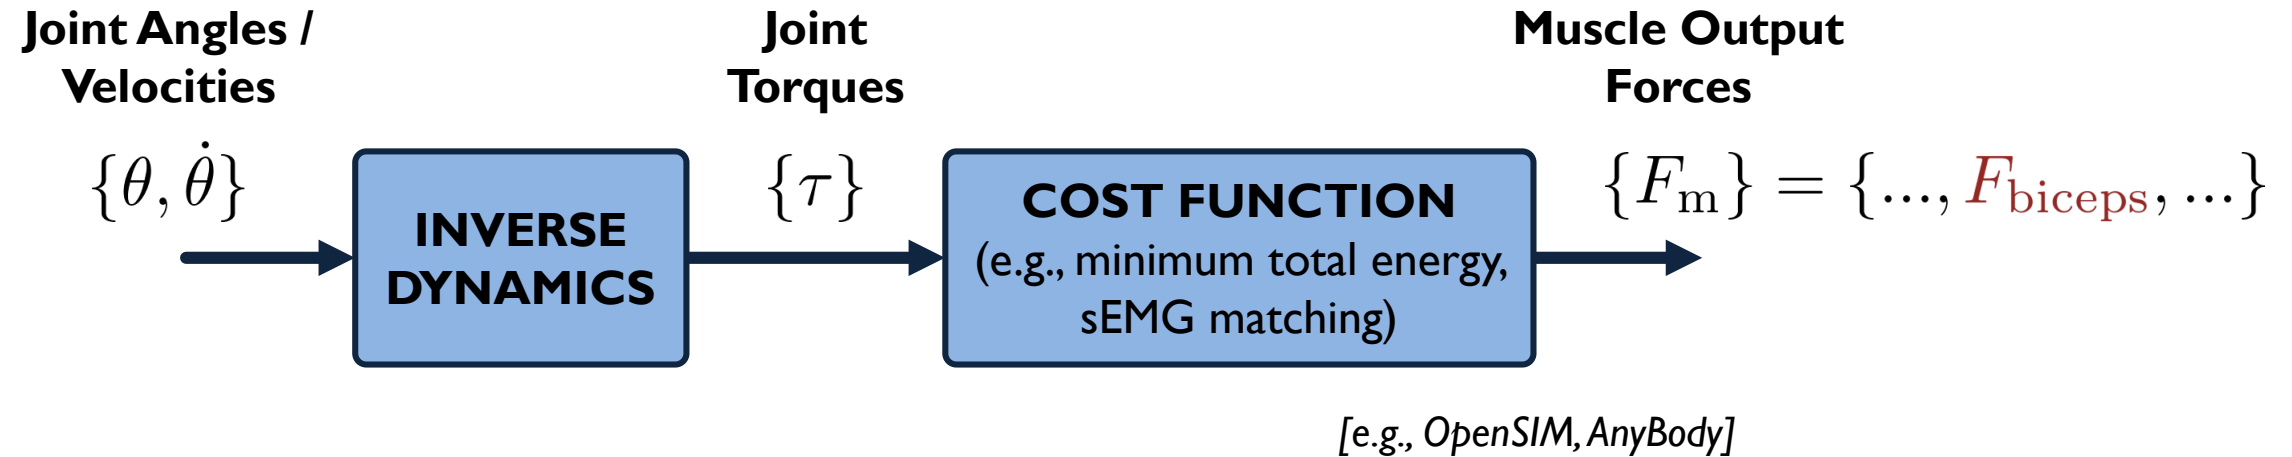 Joint Angles /
Velocities
{θ, θ̇}
INVERSE
DYNAMICS
Joint
Torques
{τ}
COST FUNCTION
(e.g., minimum total energy,
sEMG matching)
Muscle Output
Forces
{Fm} = {..., Fbiceps, ...}
[e.g., OpenSIM, AnyBody]